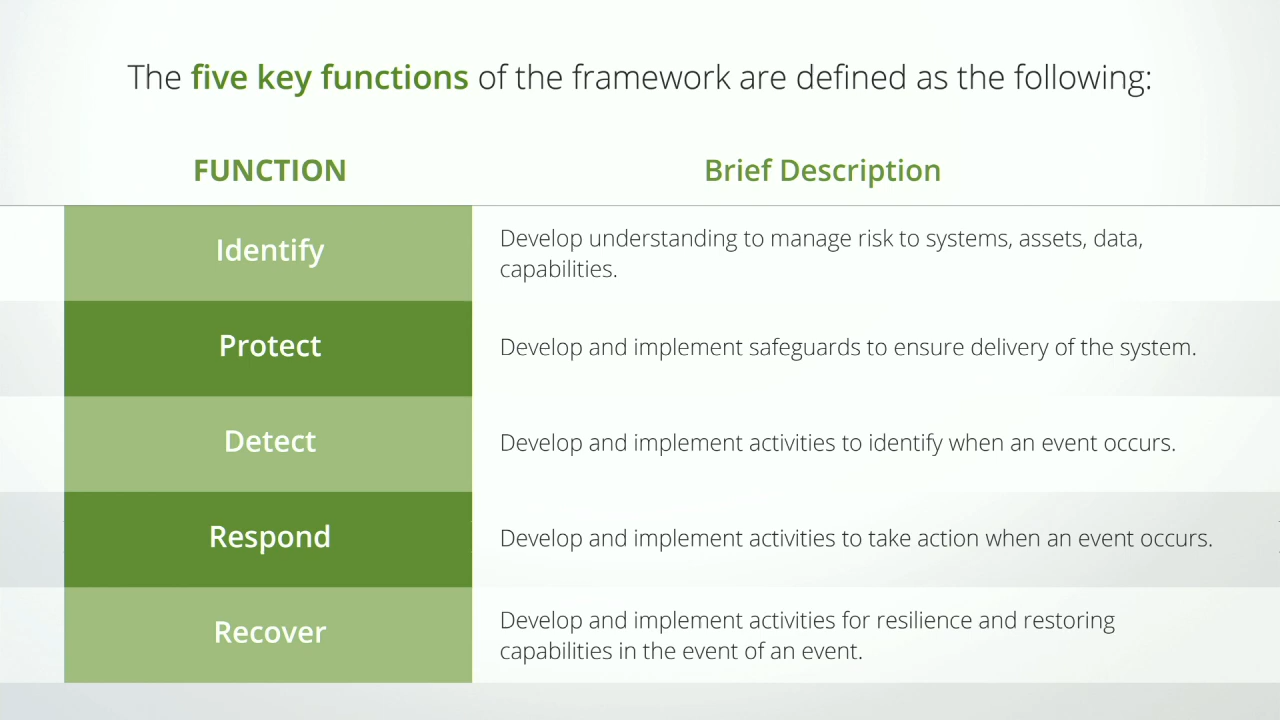 The five key functions of the framework are defined as the following:
FUNCTION
Brief Description
Identify
Develop understanding to manage risk to systems, assets, data,
capabilities.
Protect
Develop and implement safeguards to ensure delivery of the system.
Detect
Develop and implement activities to identify when an event occurs.
Respond
Develop and implement activities to take action when an event occurs.
Recover
Develop and implement activities for resilience and restoring
capabilities in the event of an event.